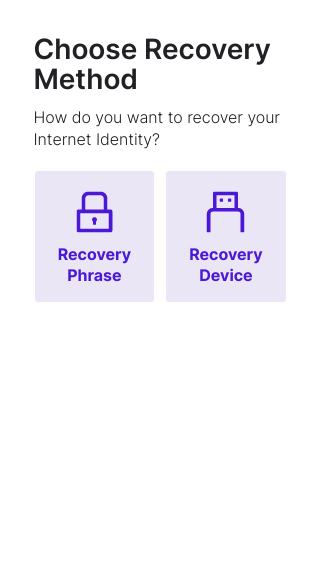 Choose Recovery
Method
How do you want to recover your
Internet Identity?
Recovery
Phrase
Recovery
Device